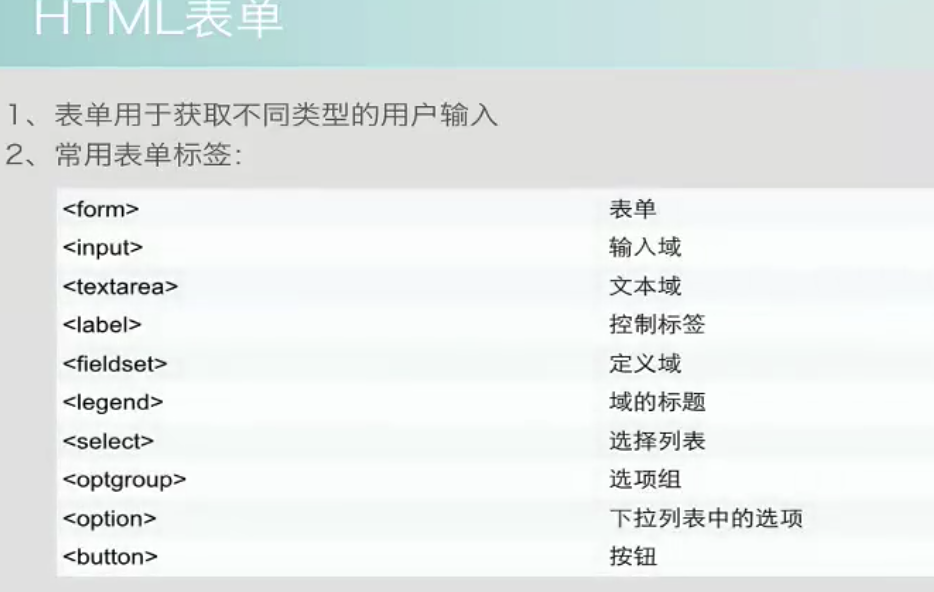 HTML表单
1、表单用于获取不同类型的用户输入
2、常用表单标签：
<form> 表单
<input> 输入域
<textarea> 文本域
<label> 控制标签
<fieldset> 定义域
<legend> 域的标题
<select> 选择列表
<optgroup> 选项组
<option> 下拉列表中的选项
<button> 按钮